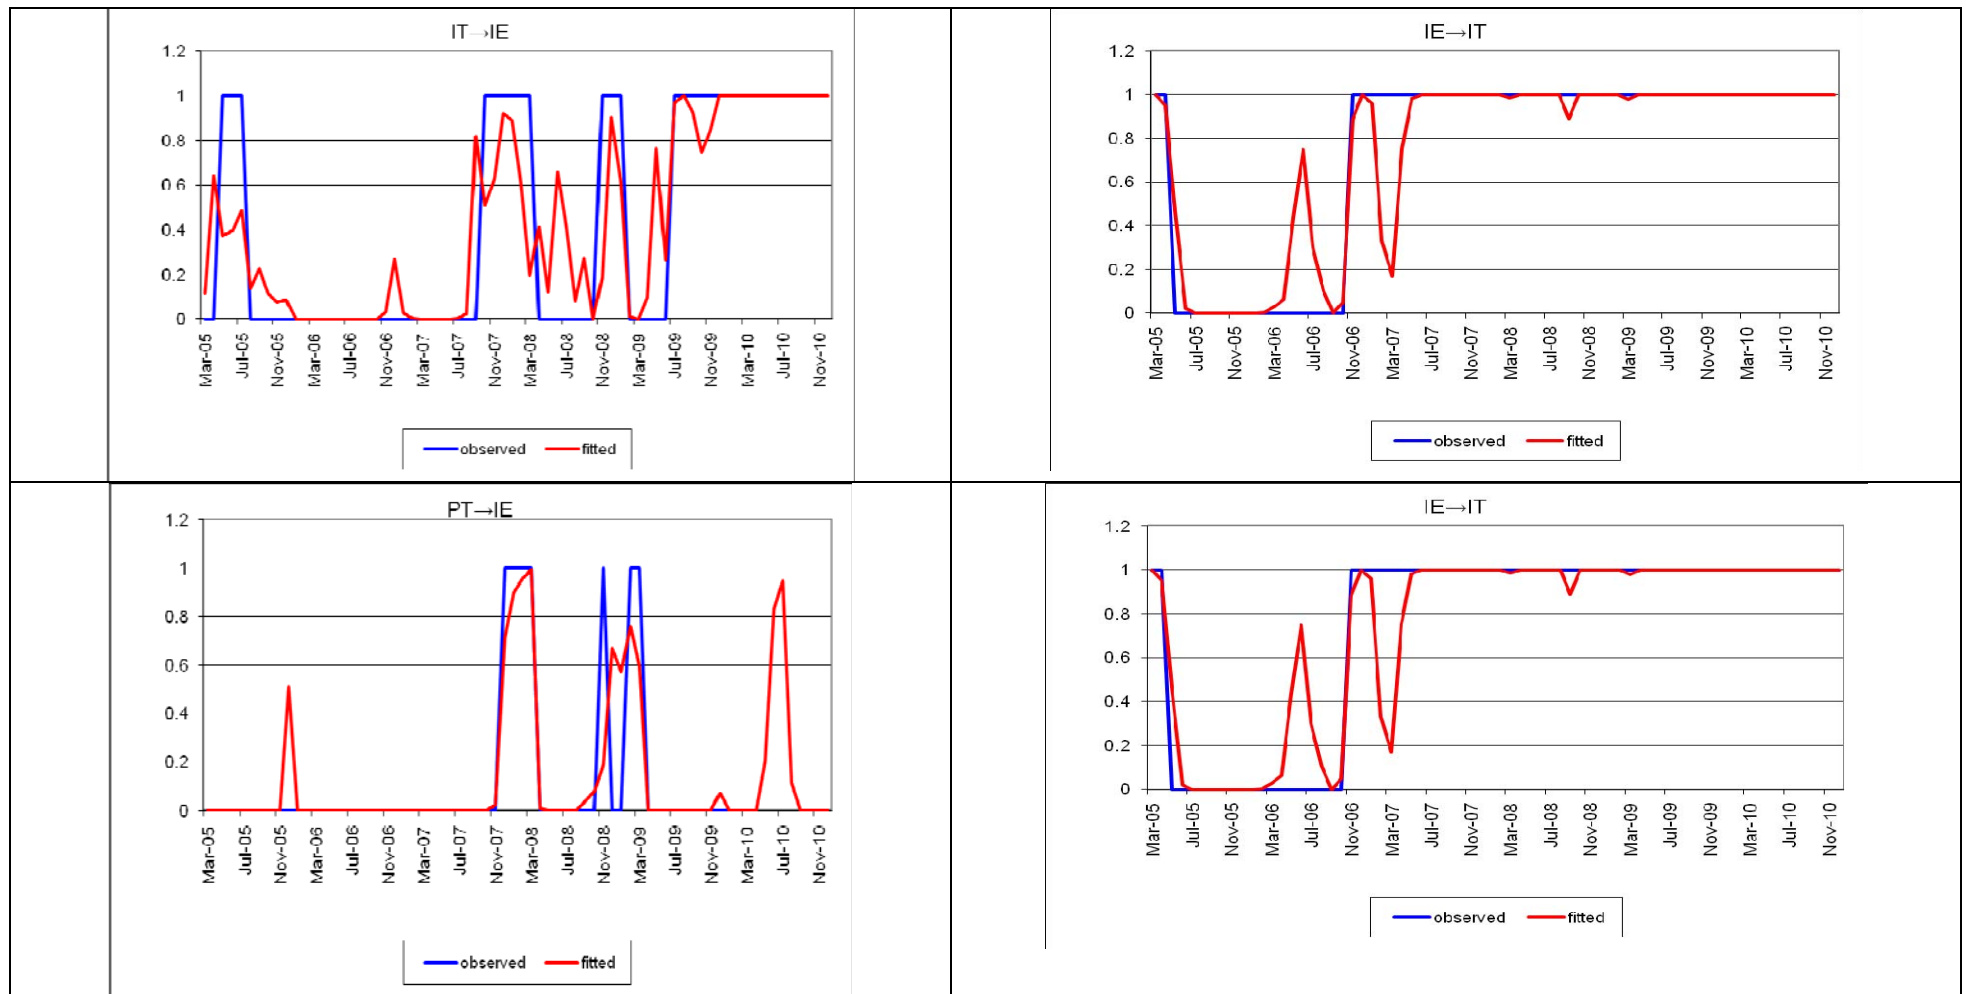 IT→IE
1.2
1
0.8
0.6
0.4
0.2
0
Mar-05 Jul-05 Nov-05 Mar-06 Jul-06 Nov-06 Mar-07 Jul-07 Nov-07 Mar-08 Jul-08 Nov-08 Mar-09 Jul-09 Nov-09 Mar-10 Jul-10 Nov-10
observed fitted
IE→IT
1.2
1
0.8
0.6
0.4
0.2
0
Mar-05 Jul-05 Nov-05 Mar-06 Jul-06 Nov-06 Mar-07 Jul-07 Nov-07 Mar-08 Jul-08 Nov-08 Mar-09 Jul-09 Nov-09 Mar-10 Jul-10 Nov-10
observed fitted
PT→IE
1.2
1
0.8
0.6
0.4
0.2
0
Mar-05 Jul-05 Nov-05 Mar-06 Jul-06 Nov-06 Mar-07 Jul-07 Nov-07 Mar-08 Jul-08 Nov-08 Mar-09 Jul-09 Nov-09 Mar-10 Jul-10 Nov-10
observed fitted
IE→IT
1.2
1
0.8
0.6
0.4
0.2
0
Mar-05 Jul-05 Nov-05 Mar-06 Jul-06 Nov-06 Mar-07 Jul-07 Nov-07 Mar-08 Jul-08 Nov-08 Mar-09 Jul-09 Nov-09 Mar-10 Jul-10 Nov-10
observed fitted